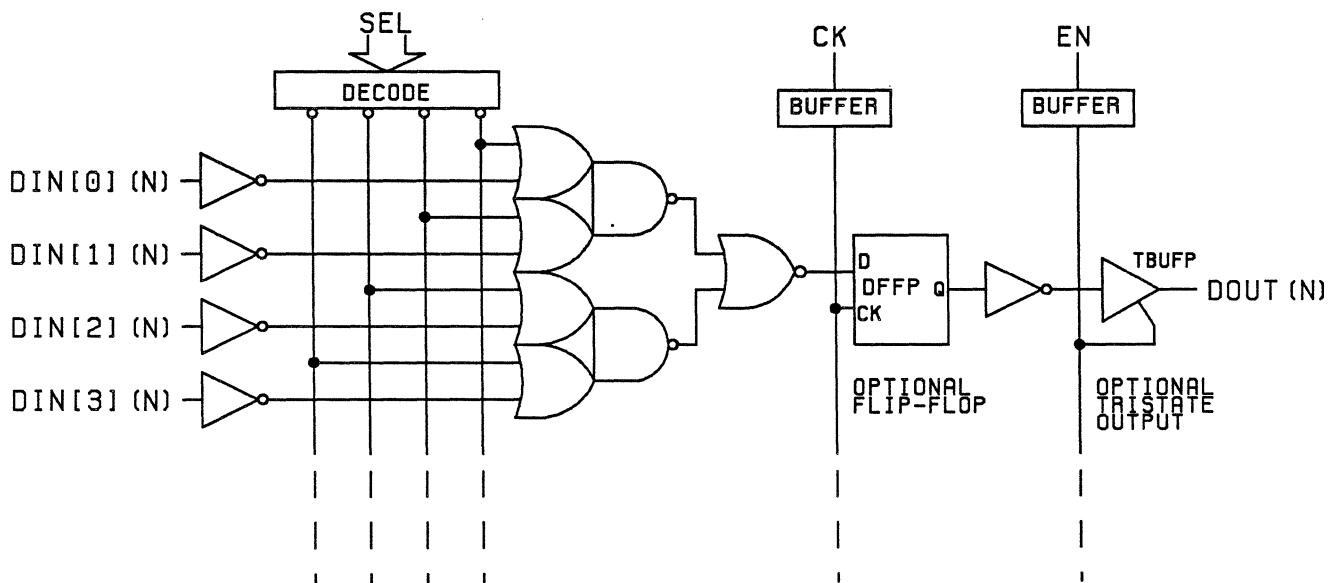 SEL
CK
EN
DECODE
BUFFER
BUFFER
DIN[0] (N)
DIN[1] (N)
DIN[2] (N)
DIN[3] (N)
D
DFFP Q
CK
TBUFP
DOUT (N)
OPTIONAL
FLIP-FLOP
OPTIONAL
TRISTATE
OUTPUT